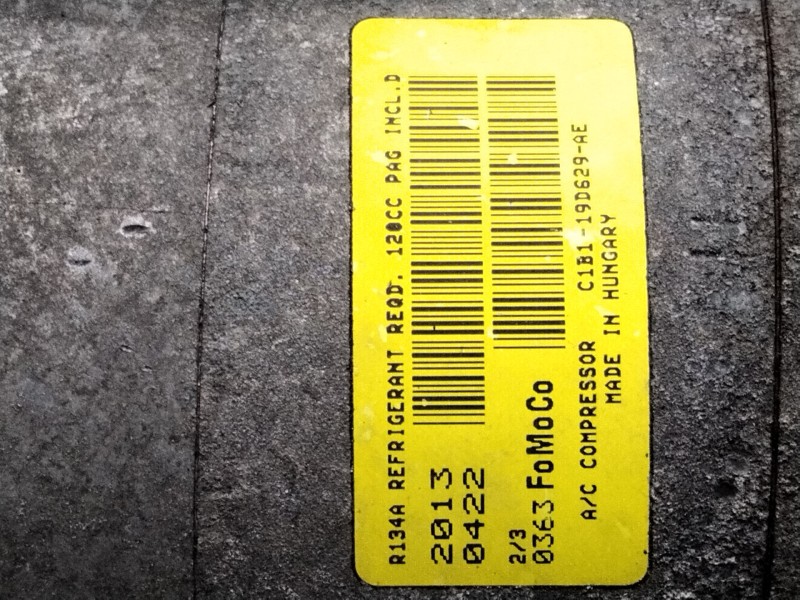 R134A REFRIGERANT REQD. 120CC PAG INCL.D
2013
0422
2/3
0363 FoMoCo
A/C COMPRESSOR C1B1-19D629-AE
MADE IN HUNGARY